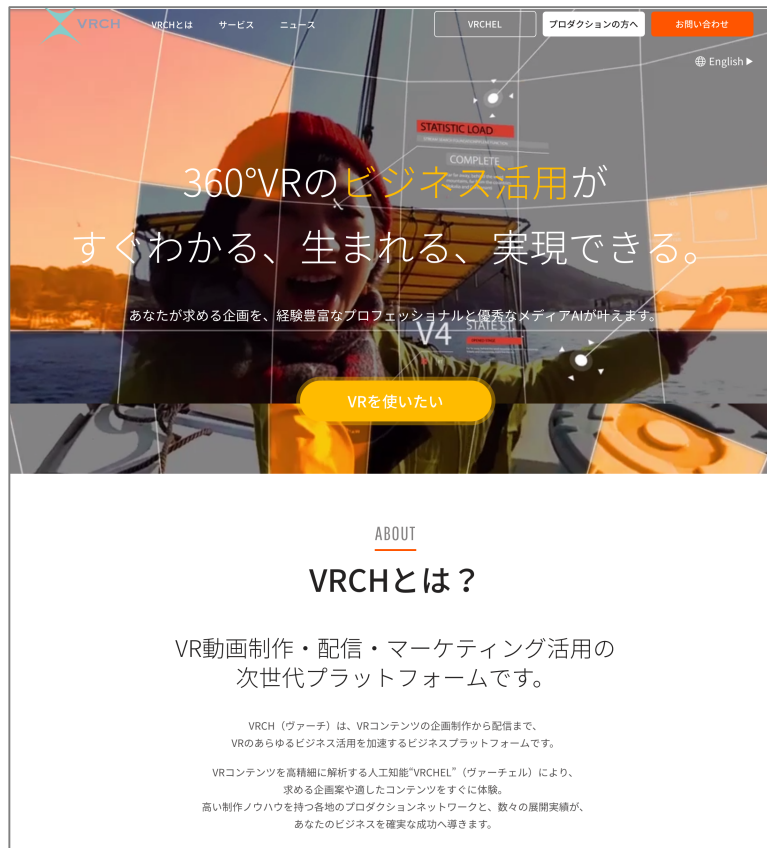 VRCH
VRCHとは
サービス
ニュース
VRCHEL
プロダクションの方へ
お問い合わせ
English
STATISTIC LOAD
COMPLETE
360°VRのビジネス活用が
すぐわかる、生まれる、実現できる。
あなたが求める企画を、経験豊富なプロフェッショナルと優秀なメディアAIが叶えます。
V4
STATE ST
VRを使いたい
ABOUT
VRCHとは？
VR動画制作・配信・マーケティング活用の
次世代プラットフォームです。
VRCH（ヴァーチ）は、VRコンテンツの企画制作から配信まで、
VRのあらゆるビジネス活用を加速するビジネスプラットフォームです。
VRコンテンツを高精細に解析する人工知能“VRCHEL”（ヴァーチェル）により、
求める企画案や適したコンテンツをすぐに体験。
高い制作ノウハウを持つ各地のプロダクションネットワークと、数々の展開実績が、
あなたのビジネスを確実な成功へ導きます。